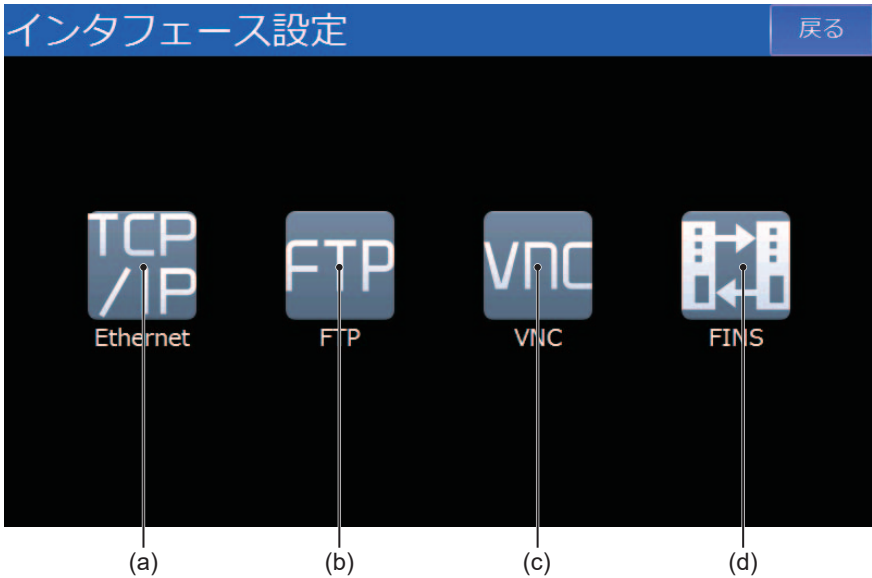 インタフェース設定
戻る
TCP
/IP
FTP
VNC
Ethernet
FTP
VNC
FINS
(a)
(b)
(c)
(d)